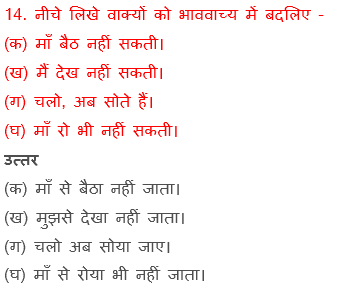 14. नीचे लिखे वाक्यों को भाववाच्य में बदलिए -
(क) माँ बैठ नहीं सकती।
(ख) मैं देख नहीं सकती।
(ग) चलो, अब सोते हैं।
(घ) माँ रो भी नहीं सकती।
उत्तर
(क) माँ से बैठा नहीं जाता।
(ख) मुझसे देखा नहीं जाता।
(ग) चलो अब सोया जाए।
(घ) माँ से रोया भी नहीं जाता।